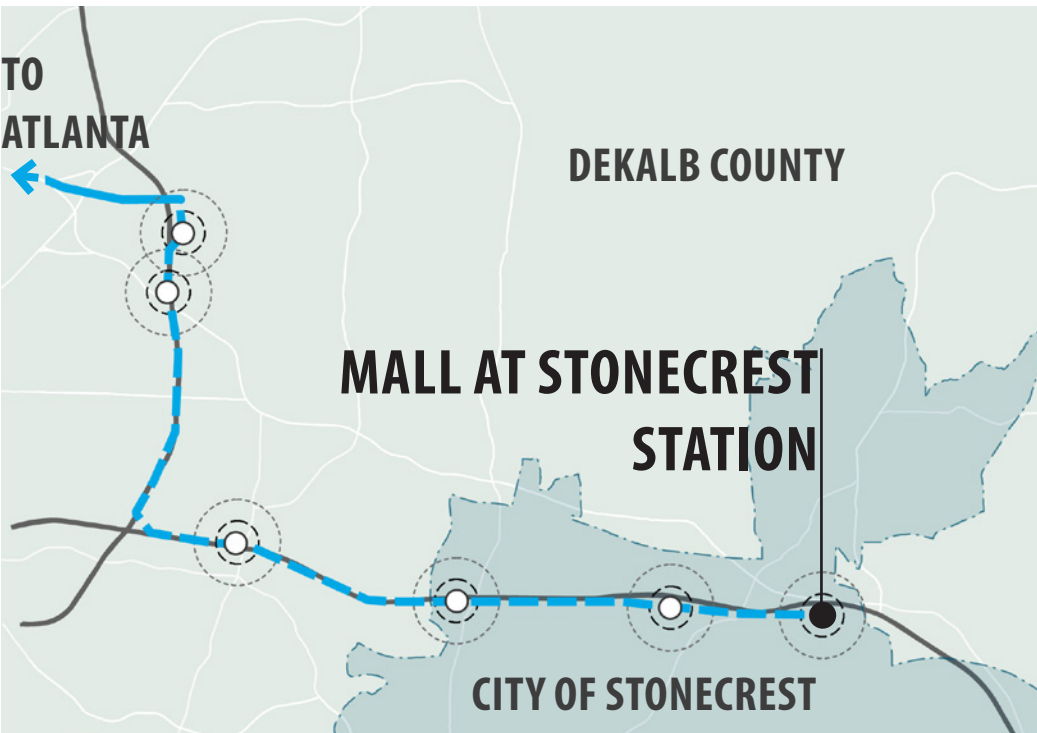 TO
ATLANTA
DEKALB COUNTY
MALL AT STONECREST
STATION
CITY OF STONECREST